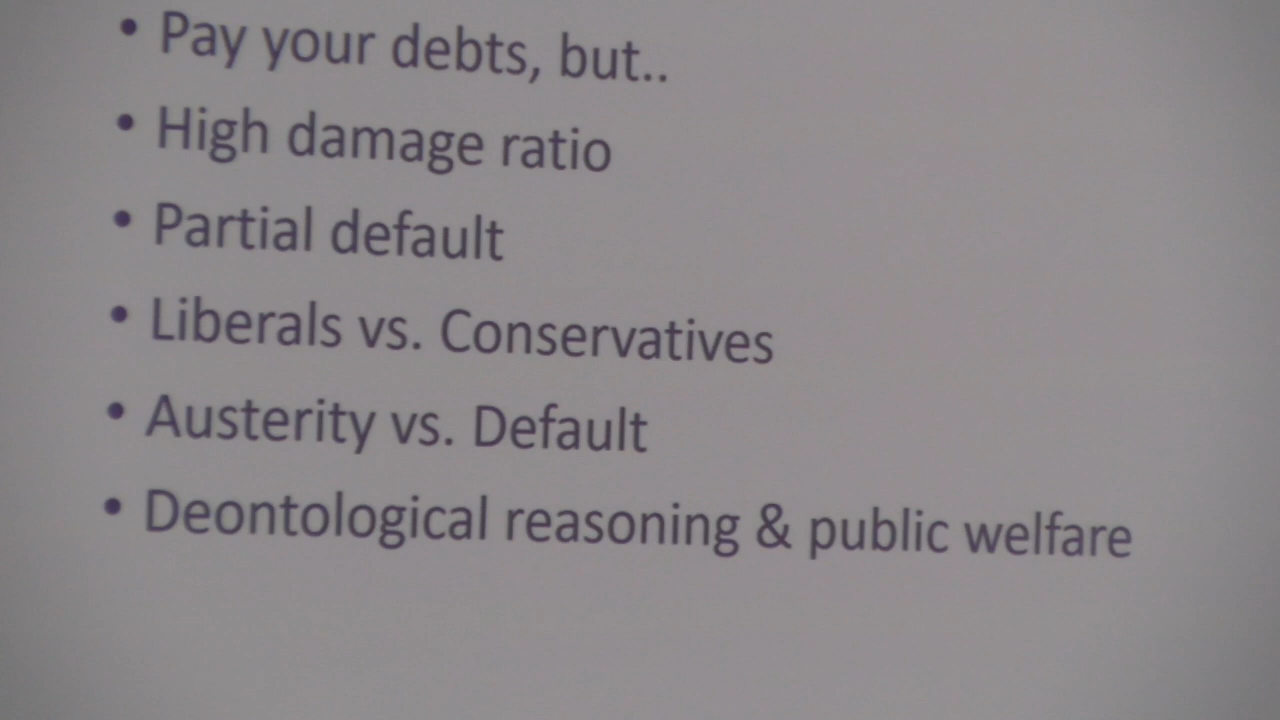 • Pay your debts, but..
• High damage ratio
• Partial default
• Liberals vs. Conservatives
• Austerity vs. Default
• Deontological reasoning & public welfare